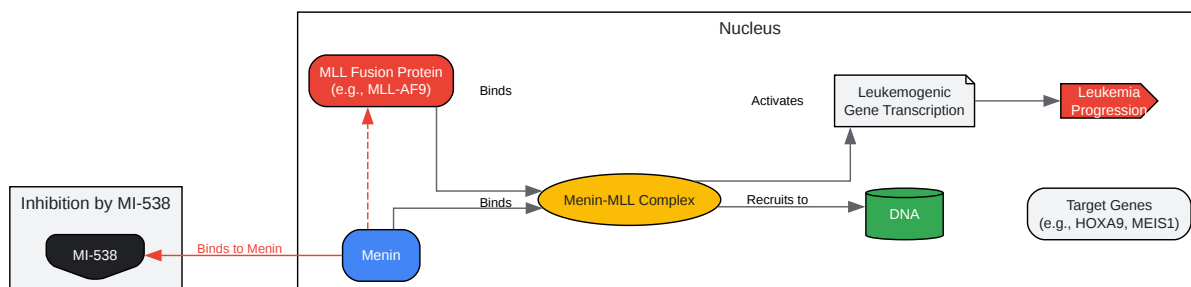 Nucleus
MLL Fusion Protein
(e.g., MLL-AF9)
Binds
Activates
Leukemogenic
Gene Transcription
Leukemia
Progression
Inhibition by MI-538
MI-538
Binds to Menin
Menin
Binds
Menin-MLL Complex
Recruits to
DNA
Target Genes
(e.g., HOXA9, MEIS1)